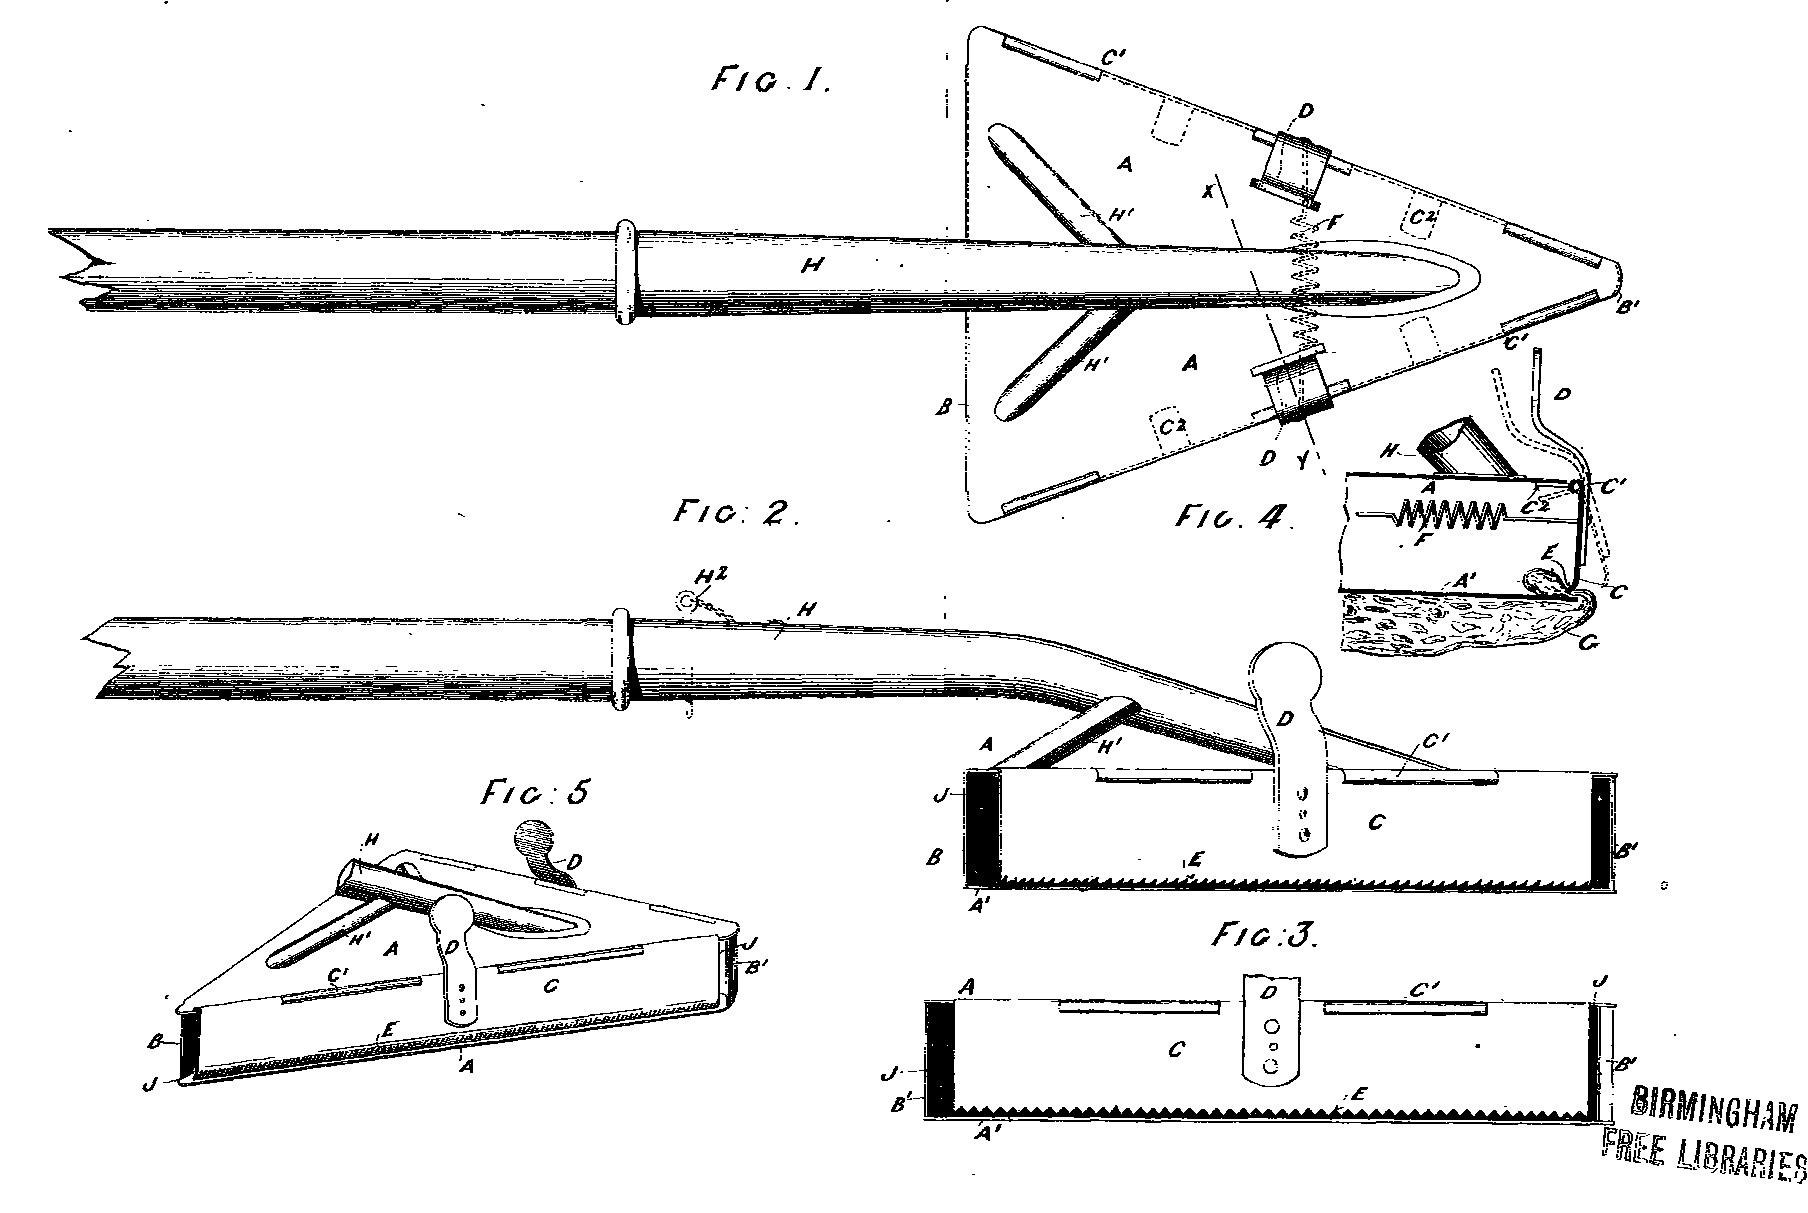 FIG. 1.
C'
D
A
X
H'
F
C2
H
B'
H'
A
C'
B
C2
D
Y
D
H
FIG: 2.
FIG. 4.
A
C2
C'
F
E
A'
C
G
H2
H
D
A
H'
C'
J
C
B
E
B'
A'
FIG: 5
H
D
H'
A
D
J
B'
C'
C
B
E
A
J
FIG: 3.
A
D
C'
J
C
J
B'
B'
E
A'
BIRMINGHAM
FREE LIBRARIES